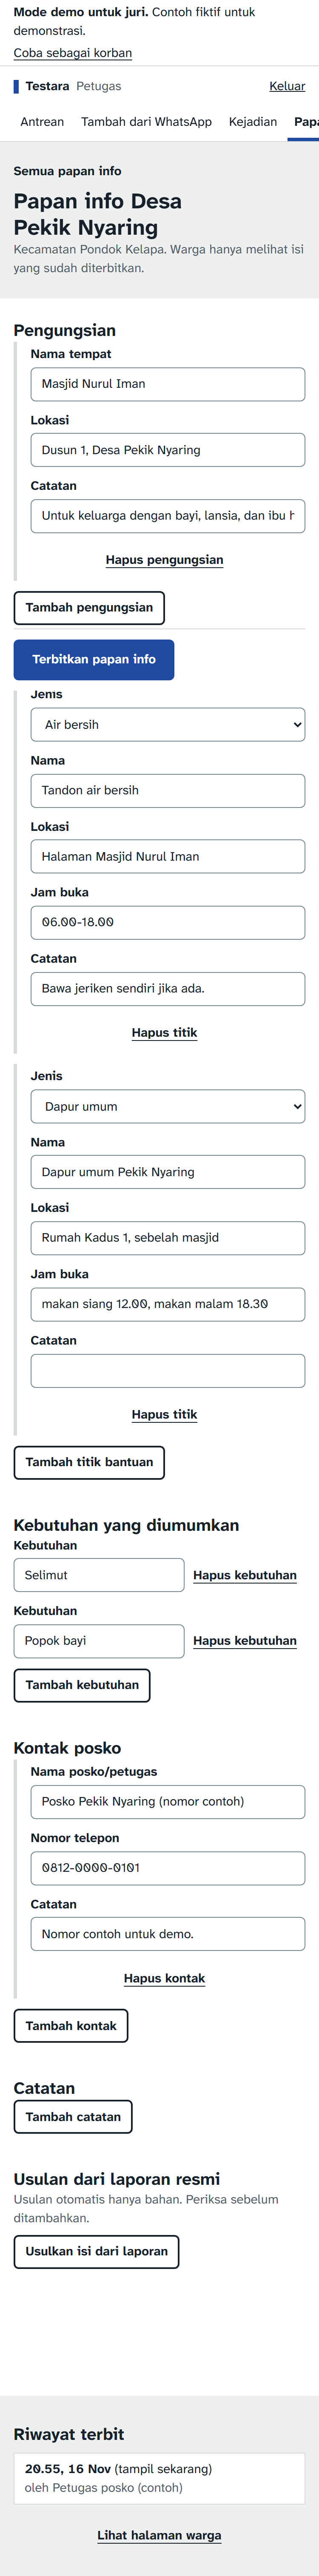 Mode demo untuk juri. Contoh fiktif untuk
demonstrasi.
Coba sebagai korban
Testara Petugas
Keluar
Antrean
Tambah dari WhatsApp
Kejadian
Papa
Semua papan info
Papan info Desa
Pekik Nyaring
Kecamatan Pondok Kelapa. Warga hanya melihat isi
yang sudah diterbitkan.
Pengungsian
Nama tempat
Masjid Nurul Iman
Lokasi
Dusun 1, Desa Pekik Nyaring
Catatan
Untuk keluarga dengan bayi, lansia, dan ibu h
Hapus pengungsian
Tambah pengungsian
Terbitkan papan info
Jenis
Air bersih
Nama
Tandon air bersih
Lokasi
Halaman Masjid Nurul Iman
Jam buka
06.00-18.00
Catatan
Bawa jeriken sendiri jika ada.
Hapus titik
Jenis
Dapur umum
Nama
Dapur umum Pekik Nyaring
Lokasi
Rumah Kadus 1, sebelah masjid
Jam buka
makan siang 12.00, makan malam 18.30
Catatan
Hapus titik
Tambah titik bantuan
Kebutuhan yang diumumkan
Kebutuhan
Selimut
Hapus kebutuhan
Kebutuhan
Popok bayi
Hapus kebutuhan
Tambah kebutuhan
Kontak posko
Nama posko/petugas
Posko Pekik Nyaring (nomor contoh)
Nomor telepon
0812-0000-0101
Catatan
Nomor contoh untuk demo.
Hapus kontak
Tambah kontak
Catatan
Tambah catatan
Usulan dari laporan resmi
Usulan otomatis hanya bahan. Periksa sebelum
ditambahkan.
Usulkan isi dari laporan
Riwayat terbit
20.55, 16 Nov (tampil sekarang)
oleh Petugas posko (contoh)
Lihat halaman warga